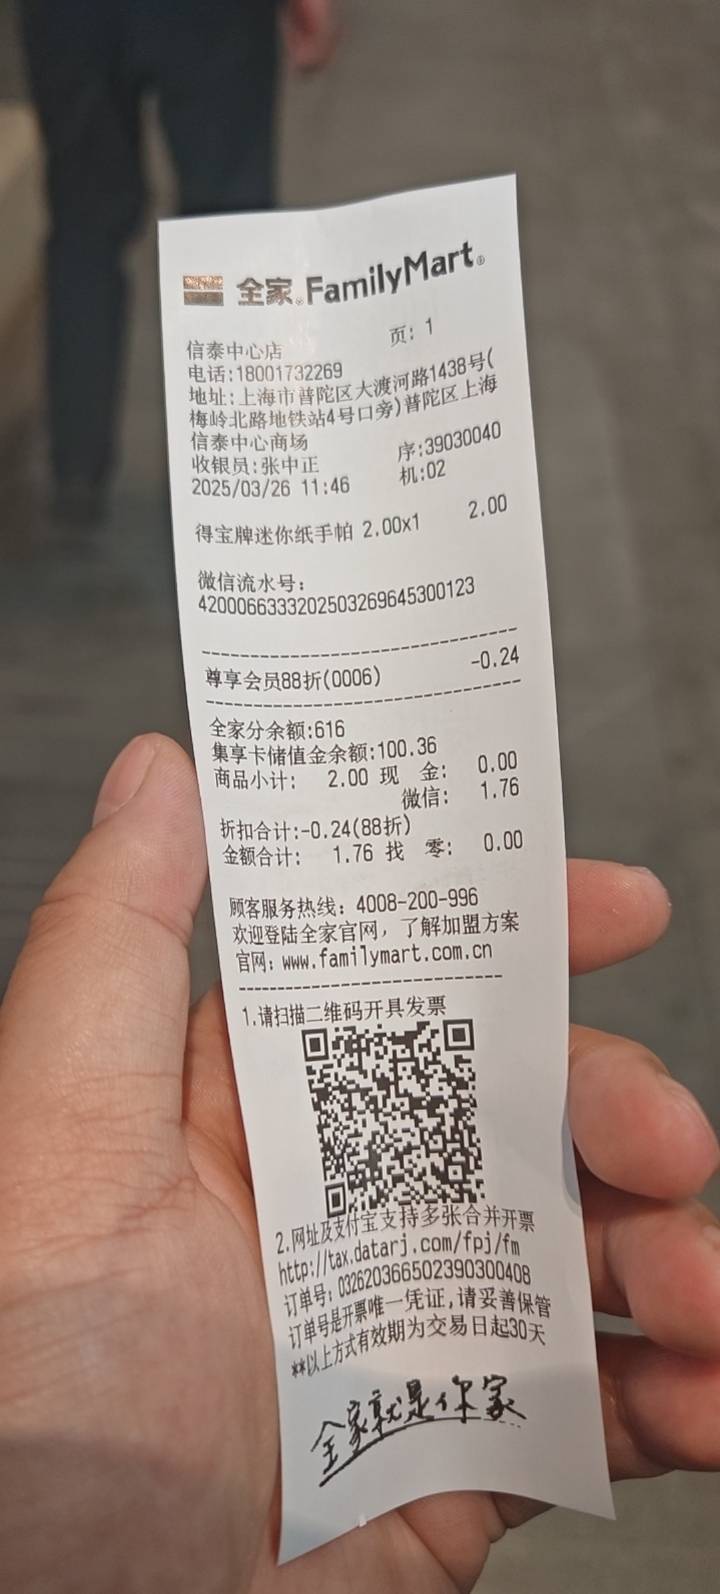 全家®FamilyMart®
页: 1
信泰中心店
电话:18001732269
地址:上海市普陀区大渡河路1438号(
梅岭北路地铁站4号口旁)普陀区上海
信泰中心商场
收银员:张中正 序:39030040
2025/03/26 11:46 机:02
得宝牌迷你纸手帕 2.00x1 2.00
微信流水号:
4200066333202503269645300123
尊享会员88折(0006) -0.24
全家分余额:616
集享卡储值金余额:100.36
商品小计: 2.00 现 金: 0.00
微信: 1.76
折扣合计:-0.24(88折)
金额合计: 1.76 找 零: 0.00
顾客服务热线: 4008-200-996
欢迎登陆全家官网, 了解加盟方案
官网: www.familymart.com.cn
1.请扫描二维码开具发票
2.网址及支付宝支持多张合并开票
http://tax.datarj.com/fpj/fm
订单号: 032620366502390300408
订单号是开票唯一凭证,请妥善保管
**以上方式有效期为交易日起30天
全家就是你家